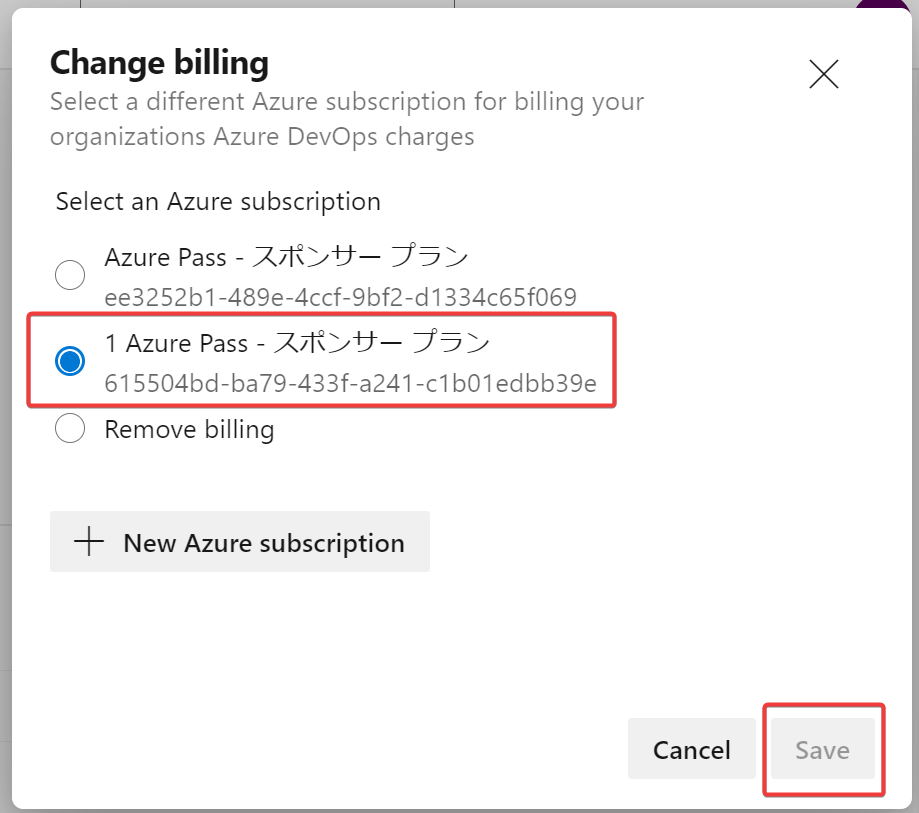 Change billing
Select a different Azure subscription for billing your
organizations Azure DevOps charges
Select an Azure subscription
Azure Pass - スポンサー プラン
ee3252b1-489e-4ccf-9bf2-d1334c65f069
1 Azure Pass - スポンサー プラン
615504bd-ba79-433f-a241-c1b01edbb39e
Remove billing
New Azure subscription
Cancel
Save